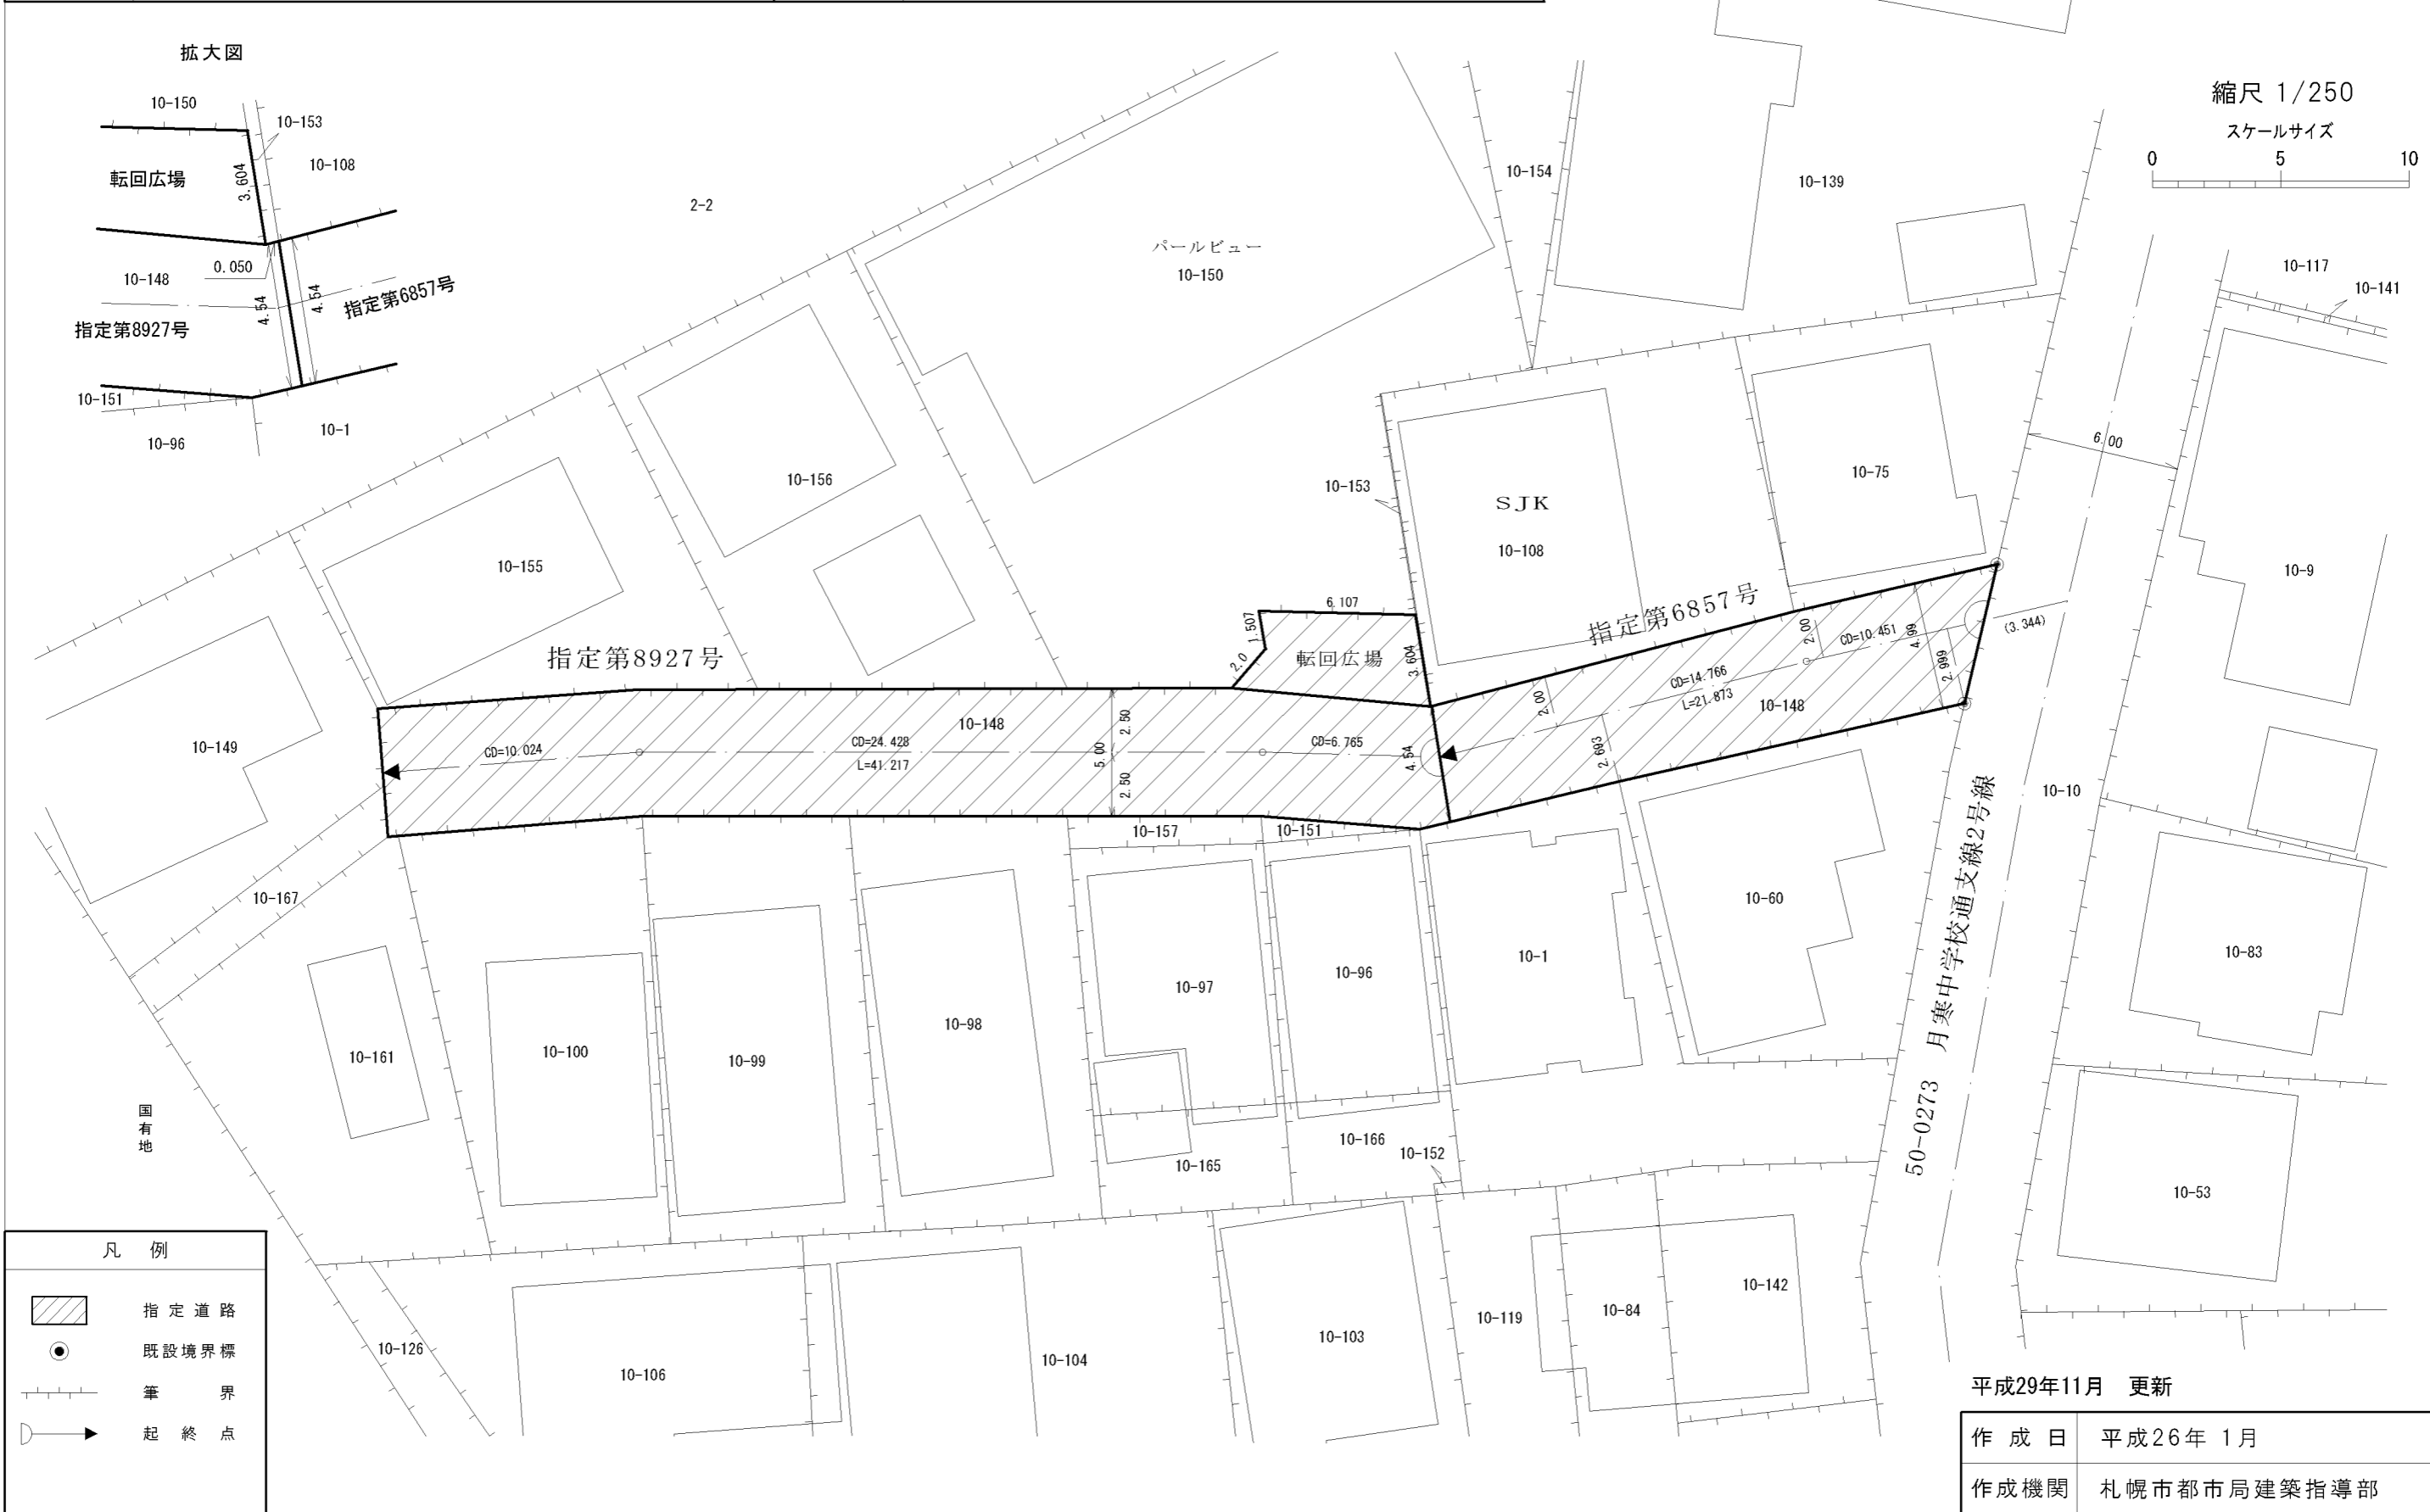 拡大図
10-150
10-153
10-108
3.604
転回広場
0.050
10-148
4.54
4.54
指定第6857号
指定第8927号
10-151
10-96
10-1
縮尺 1/250
スケールサイズ
0 5 10
2-2
パールビュー
10-150
10-154
10-139
10-117
10-141
6.00
10-156
10-153
SJK
10-108
10-75
10-9
10-155
指定第8927号
6.107
1.507
2.0
転回広場
3.604
指定第6857号
2.00
CD=10.451
4.99
(3.344)
2.999
CD=14.766
L=21.873
10-148
2.00
2.693
10-149
CD=10.024
CD=24.428
L=41.217
10-148
2.50
5.00
2.50
CD=6.765
4.54
10-157
10-151
10-10
50-0273 月寒中学校通支線2号線
10-167
10-161
10-100
10-99
10-98
10-97
10-96
10-1
10-60
10-83
国有地
10-165
10-166
10-152
10-53
10-126
10-106
10-104
10-103
10-119
10-84
10-142
凡 例
指定道路
既設境界標
筆 界
起 終 点
平成29年11月 更新
作成日 平成26年 1月
作成機関 札幌市都市局建築指導部